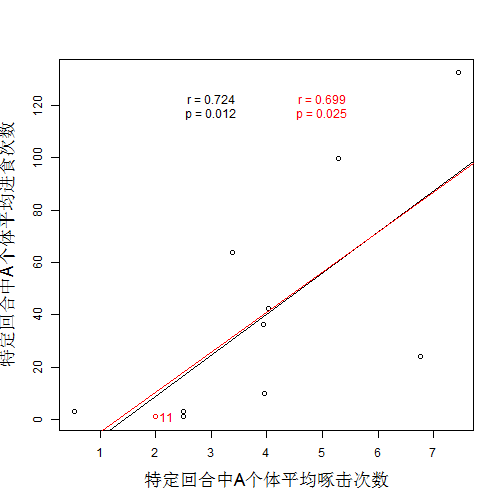 r = 0.724
p = 0.012
r = 0.699
p = 0.025
特定回合中A个体平均进食次数
120
100
80
60
40
20
0
11
1 2 3 4 5 6 7
特定回合中A个体平均啄击次数